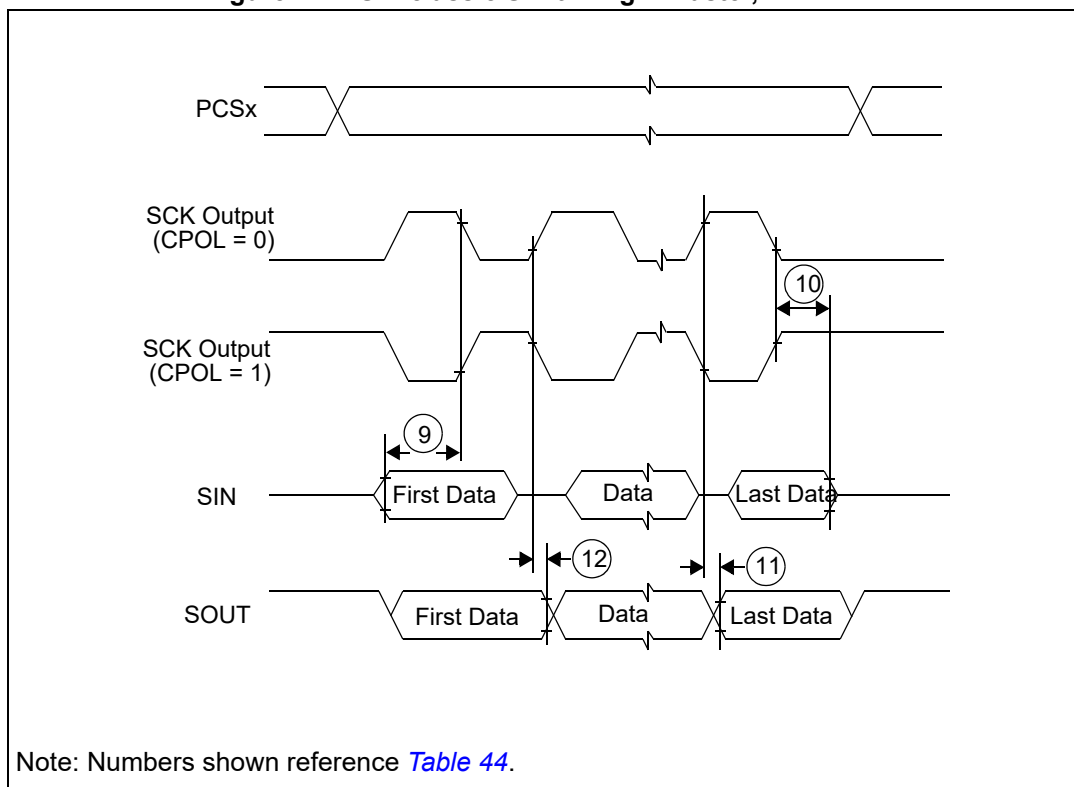 PCSx
SCK Output
(CPOL = 0)
10
SCK Output
(CPOL = 1)
9
SIN
First Data
Data
Last Data
12
11
SOUT
First Data
Data
Last Data
Note: Numbers shown reference Table 44.